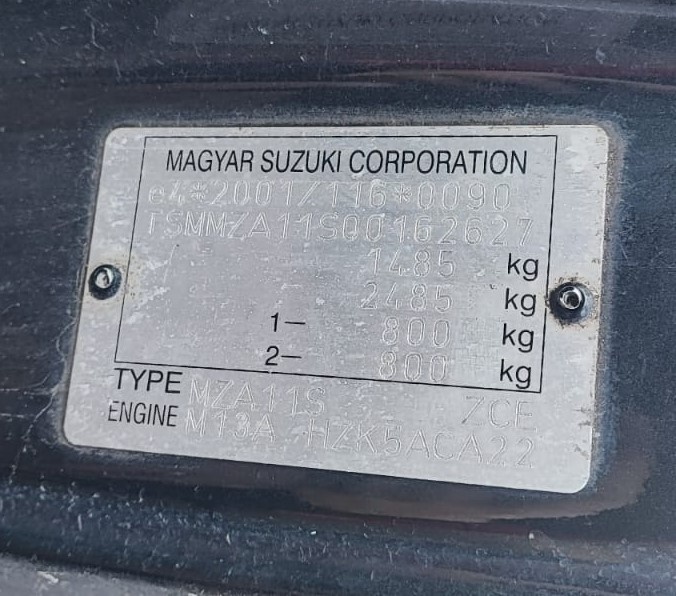 MAGYAR SUZUKI CORPORATION
e4*2001/116*0090
TSMMZA11S00162627
1485 kg
2485 kg
1– 800 kg
2– 800 kg
TYPE MZA11S ZCE
ENGINE M13A HZK5ACA22